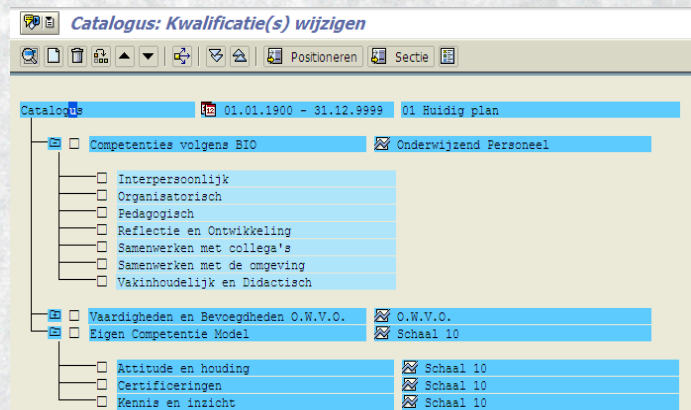 Catalogus: Kwalificatie(s) wijzigen
Positioneren Sectie
Catalogus 01.01.1900 - 31.12.9999 01 Huidig plan
Competenties volgens BIO Onderwijzend Personeel
Interpersoonlijk
Organisatorisch
Pedagogisch
Reflectie en Ontwikkeling
Samenwerken met collega's
Samenwerken met de omgeving
Vakinhoudelijk en Didactisch
Vaardigheden en Bevoegdheden O.W.V.O. O.W.V.O.
Eigen Competentie Model Schaal 10
Attitude en houding Schaal 10
Certificeringen Schaal 10
Kennis en inzicht Schaal 10